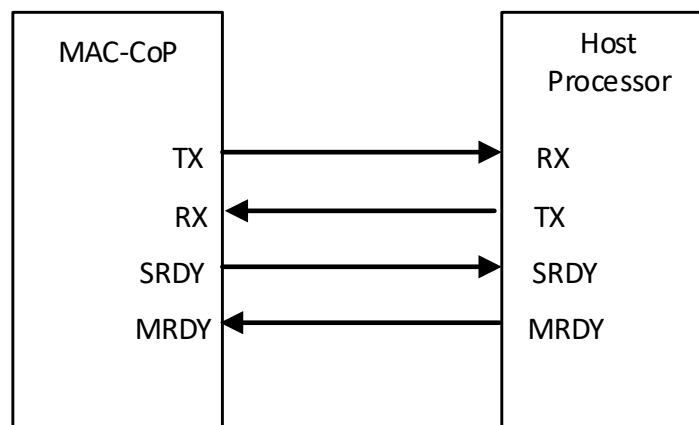 MAC-CoP
Host
Processor
TX
RX
RX
TX
SRDY
SRDY
MRDY
MRDY